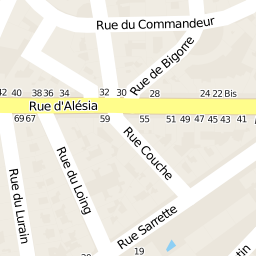 Rue du Commandeur
Rue de Bigorre
42 40 38 36 34 32 30 28 24 22 Bis
Rue d'Alésia
69 67 59 55 51 49 47 45 43 41
Rue Couche
Rue du Loing
Rue du Lurain
Rue Sarrette
19